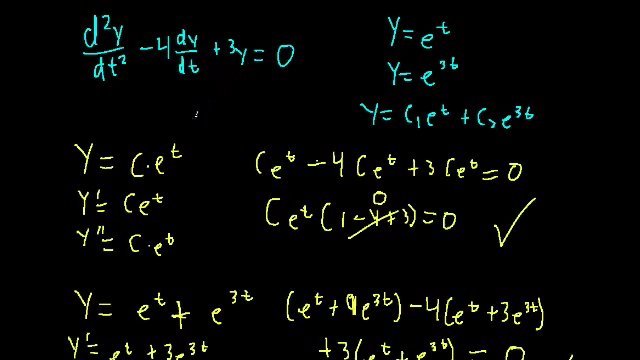 d²y/dt² - 4 dy/dt + 3y = 0
y = e^t
y = e^3t
y = C₁e^t + C₂e^3t
y = C·e^t
y' = Ce^t
y'' = C·e^t
Ce^t - 4Ce^t + 3Ce^t = 0
0
Ce^t (1 - 4 + 3) = 0 ✓
y = e^t + e^3t
y' = e^t + 3e^3t
(e^t + 9e^3t) - 4(e^t + 3e^3t)
+ 3(e^t + e^3t) = 0